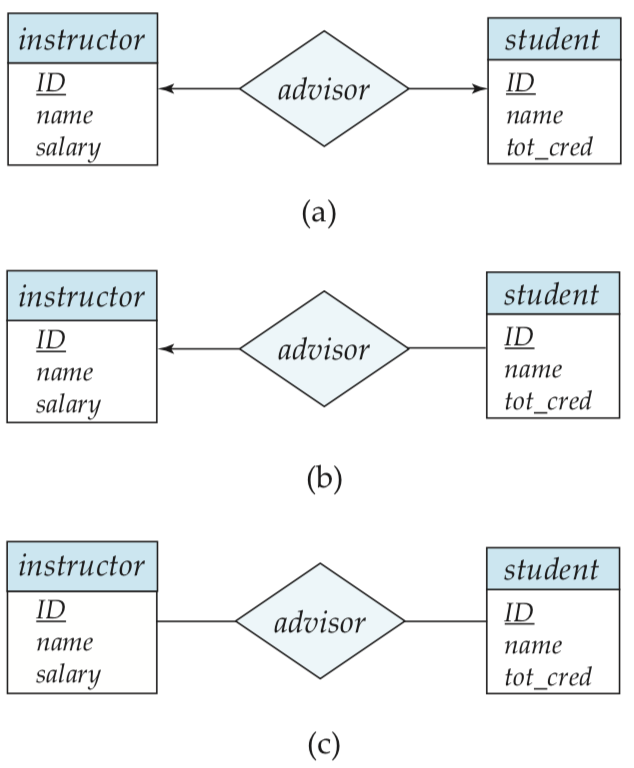 instructor
ID
name
salary
advisor
student
ID
name
tot_cred
(a)
instructor
ID
name
salary
advisor
student
ID
name
tot_cred
(b)
instructor
ID
name
salary
advisor
student
ID
name
tot_cred
(c)